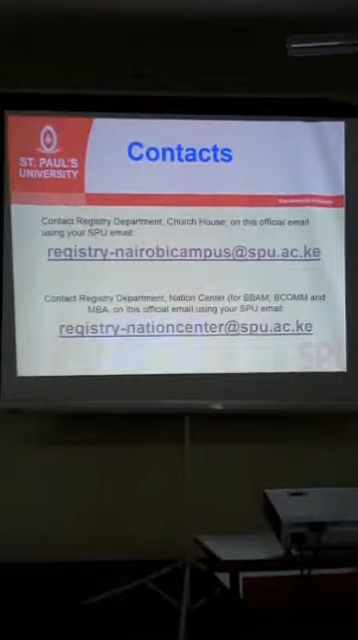 ST. PAUL'S
UNIVERSITY
Contacts
Contact Registry Department, Church House, on this official email
using your SPU email:
registry-nairobicampus@spu.ac.ke
Contact Registry Department, Nation Center (for BBAM, BCOMM and
MBA, on this official email using your SPU email:
registry-nationcenter@spu.ac.ke
SPU